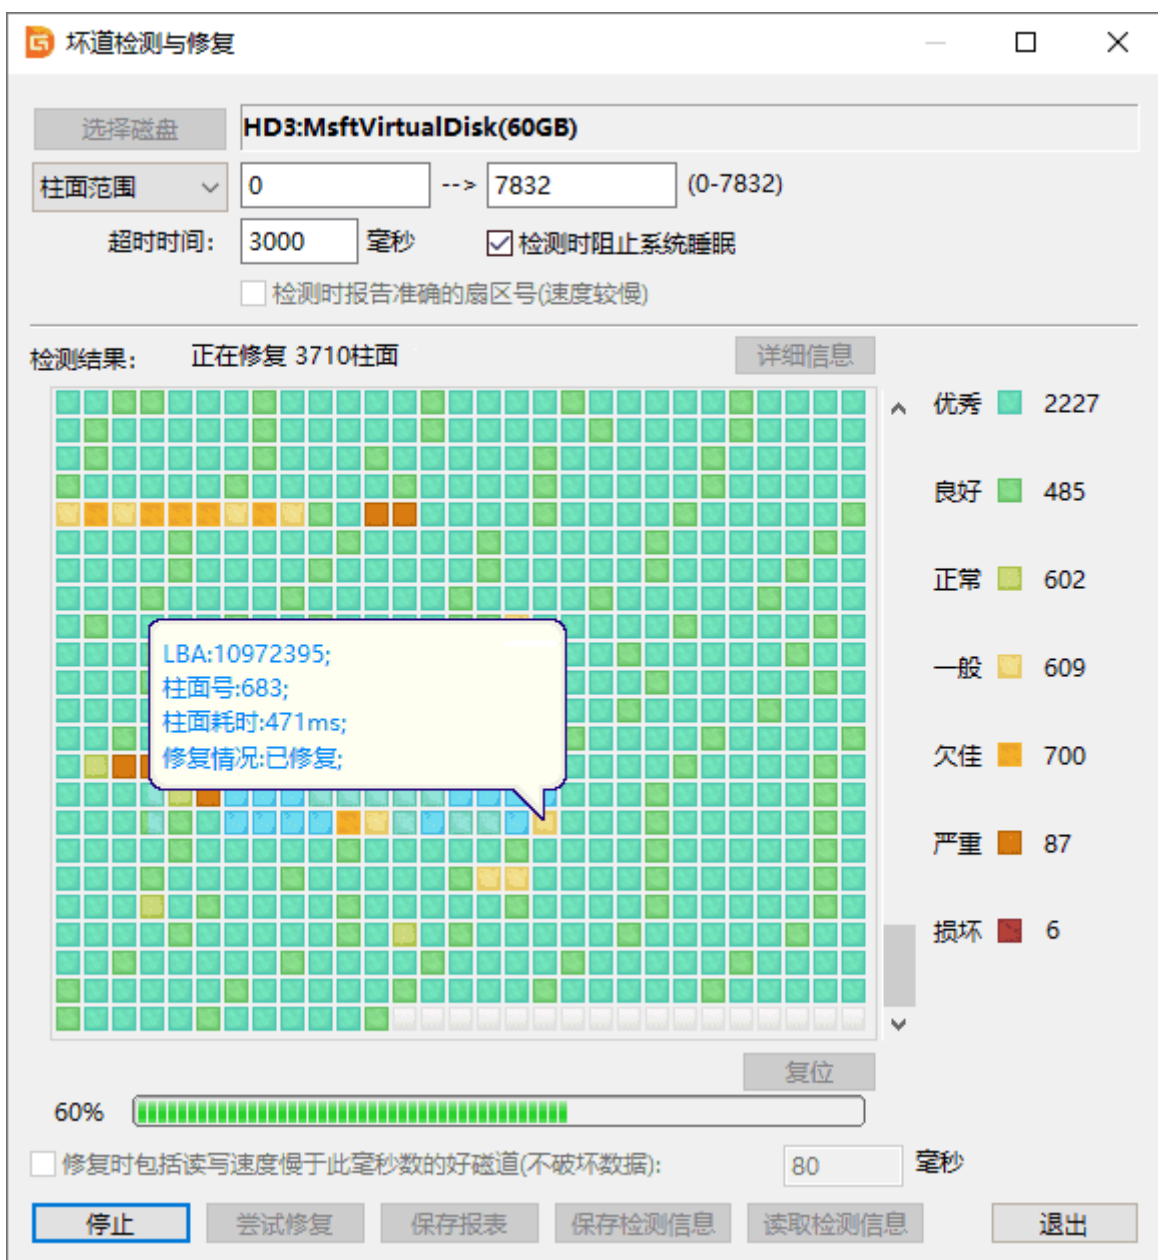 坏道检测与修复
选择磁盘 HD3:MsftVirtualDisk(60GB)
柱面范围 0 --> 7832 (0-7832)
超时时间: 3000 毫秒 检测时阻止系统睡眠
检测时报告准确的扇区号(速度较慢)
检测结果: 正在修复 3710柱面 详细信息
优秀 2227
良好 485
正常 602
一般 609
欠佳 700
严重 87
损坏 6
LBA:10972395;
柱面号:683;
柱面耗时:471ms;
修复情况:已修复;
复位
60%
修复时包括读写速度慢于此毫秒数的好磁道(不破坏数据): 80 毫秒
停止 尝试修复 保存报表 保存检测信息 读取检测信息 退出